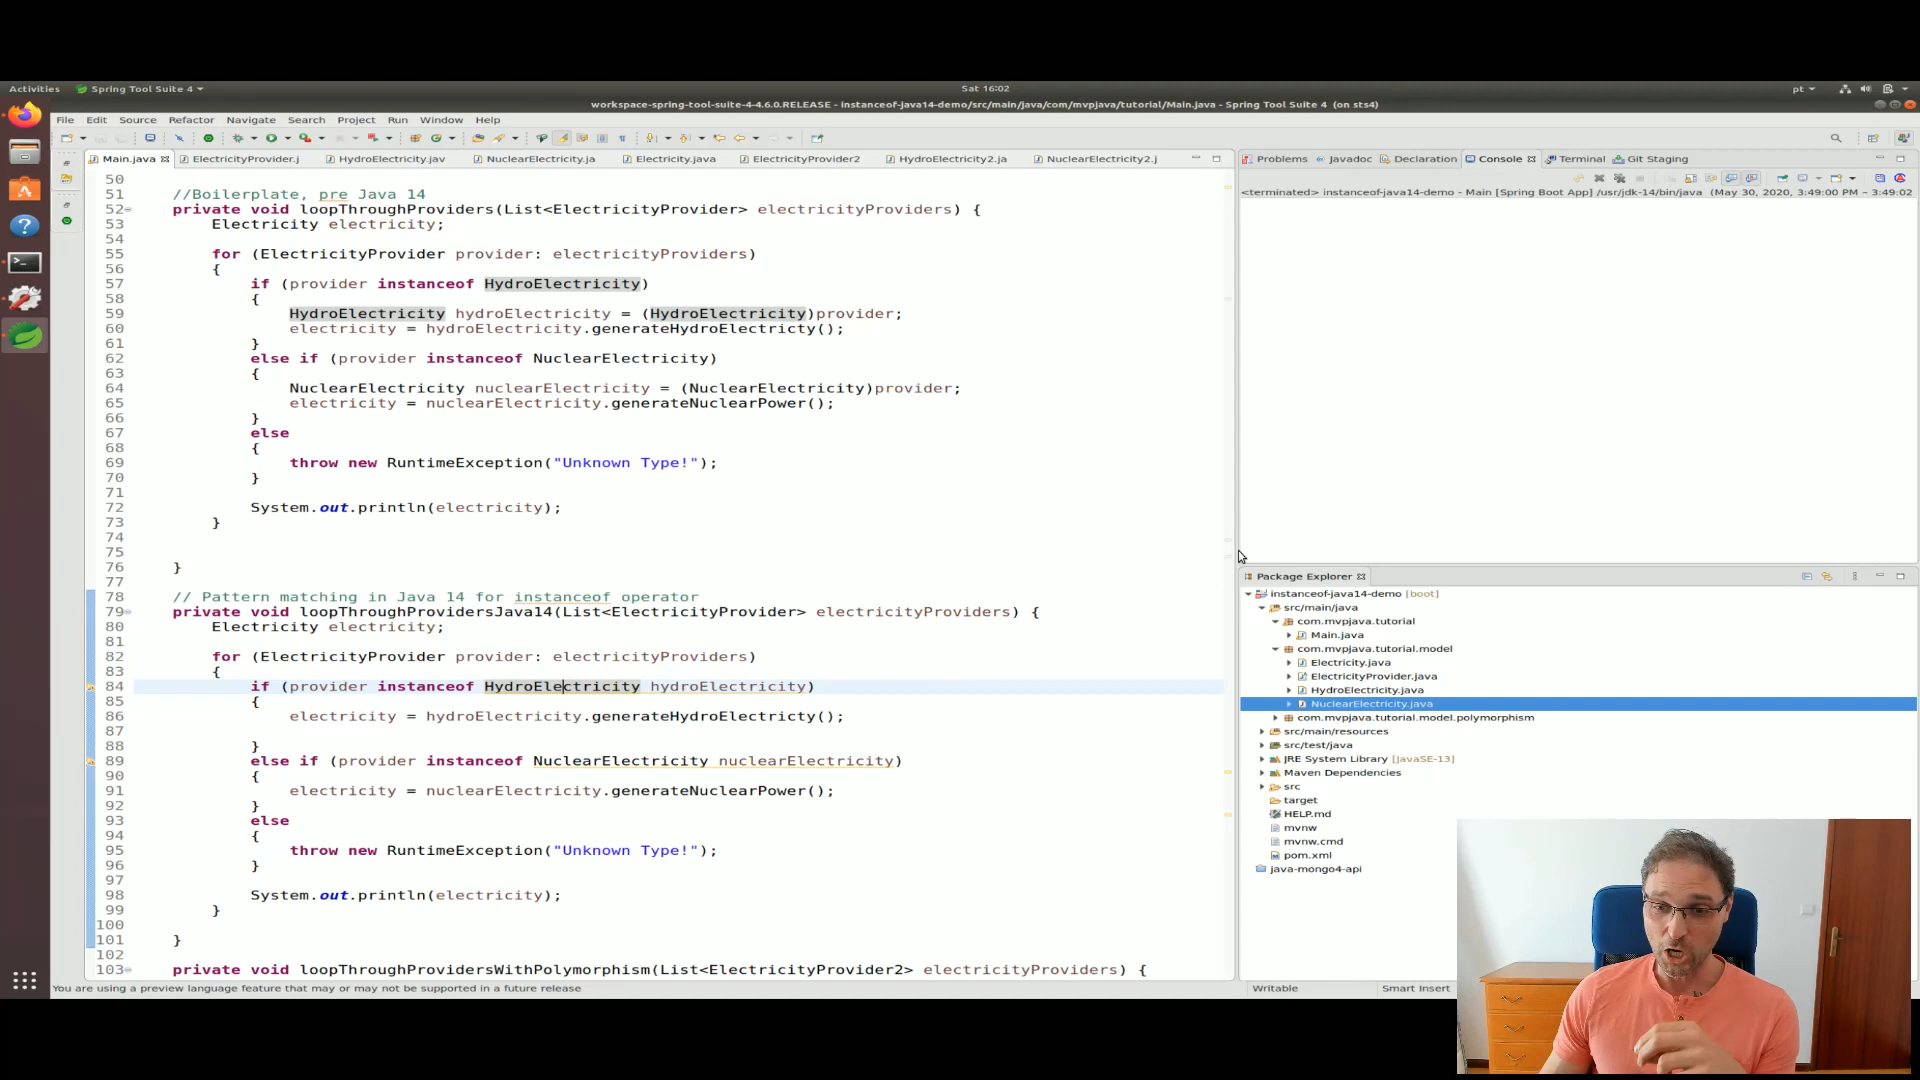 Activities
Spring Tool Suite 4
Sat 16:02
pt
workspace-spring-tool-suite-4-4.6.0.RELEASE - instanceof-java14-demo/src/main/java/com/mvpjava/tutorial/Main.java - Spring Tool Suite 4 (on sts4)
File Edit Source Refactor Navigate Search Project Run Window Help
Main.java ElectricityProvider.j HydroElectricity.jav NuclearElectricity.ja Electricity.java ElectricityProvider2 HydroElectricity2.ja NuclearElectricity2.j
Problems Javadoc Declaration Console Terminal Git Staging
<terminated> instanceof-java14-demo - Main [Spring Boot App] /usr/jdk-14/bin/java (May 30, 2020, 3:49:00 PM – 3:49:02
50
51 //Boilerplate, pre Java 14
52 private void loopThroughProviders(List<ElectricityProvider> electricityProviders) {
53 Electricity electricity;
54
55 for (ElectricityProvider provider: electricityProviders)
56 {
57 if (provider instanceof HydroElectricity)
58 {
59 HydroElectricity hydroElectricity = (HydroElectricity)provider;
60 electricity = hydroElectricity.generateHydroElectricty();
61 }
62 else if (provider instanceof NuclearElectricity)
63 {
64 NuclearElectricity nuclearElectricity = (NuclearElectricity)provider;
65 electricity = nuclearElectricity.generateNuclearPower();
66 }
67 else
68 {
69 throw new RuntimeException("Unknown Type!");
70 }
71
72 System.out.println(electricity);
73 }
74
75
76 }
77
78 // Pattern matching in Java 14 for instanceof operator
79 private void loopThroughProvidersJava14(List<ElectricityProvider> electricityProviders) {
80 Electricity electricity;
81
82 for (ElectricityProvider provider: electricityProviders)
83 {
84 if (provider instanceof HydroElectricity hydroElectricity)
85 {
86 electricity = hydroElectricity.generateHydroElectricty();
87
88 }
89 else if (provider instanceof NuclearElectricity nuclearElectricity)
90 {
91 electricity = nuclearElectricity.generateNuclearPower();
92 }
93 else
94 {
95 throw new RuntimeException("Unknown Type!");
96 }
97
98 System.out.println(electricity);
99 }
100
101 }
102
103 private void loopThroughProvidersWithPolymorphism(List<ElectricityProvider2> electricityProviders) {
Package Explorer
instanceof-java14-demo [boot]
src/main/java
com.mvpjava.tutorial
Main.java
com.mvpjava.tutorial.model
Electricity.java
ElectricityProvider.java
HydroElectricity.java
NuclearElectricity.java
com.mvpjava.tutorial.model.polymorphism
src/main/resources
src/test/java
JRE System Library [JavaSE-13]
Maven Dependencies
src
target
HELP.md
mvnw
mvnw.cmd
pom.xml
java-mongo4-api
You are using a preview language feature that may or may not be supported in a future release
Writable
Smart Insert